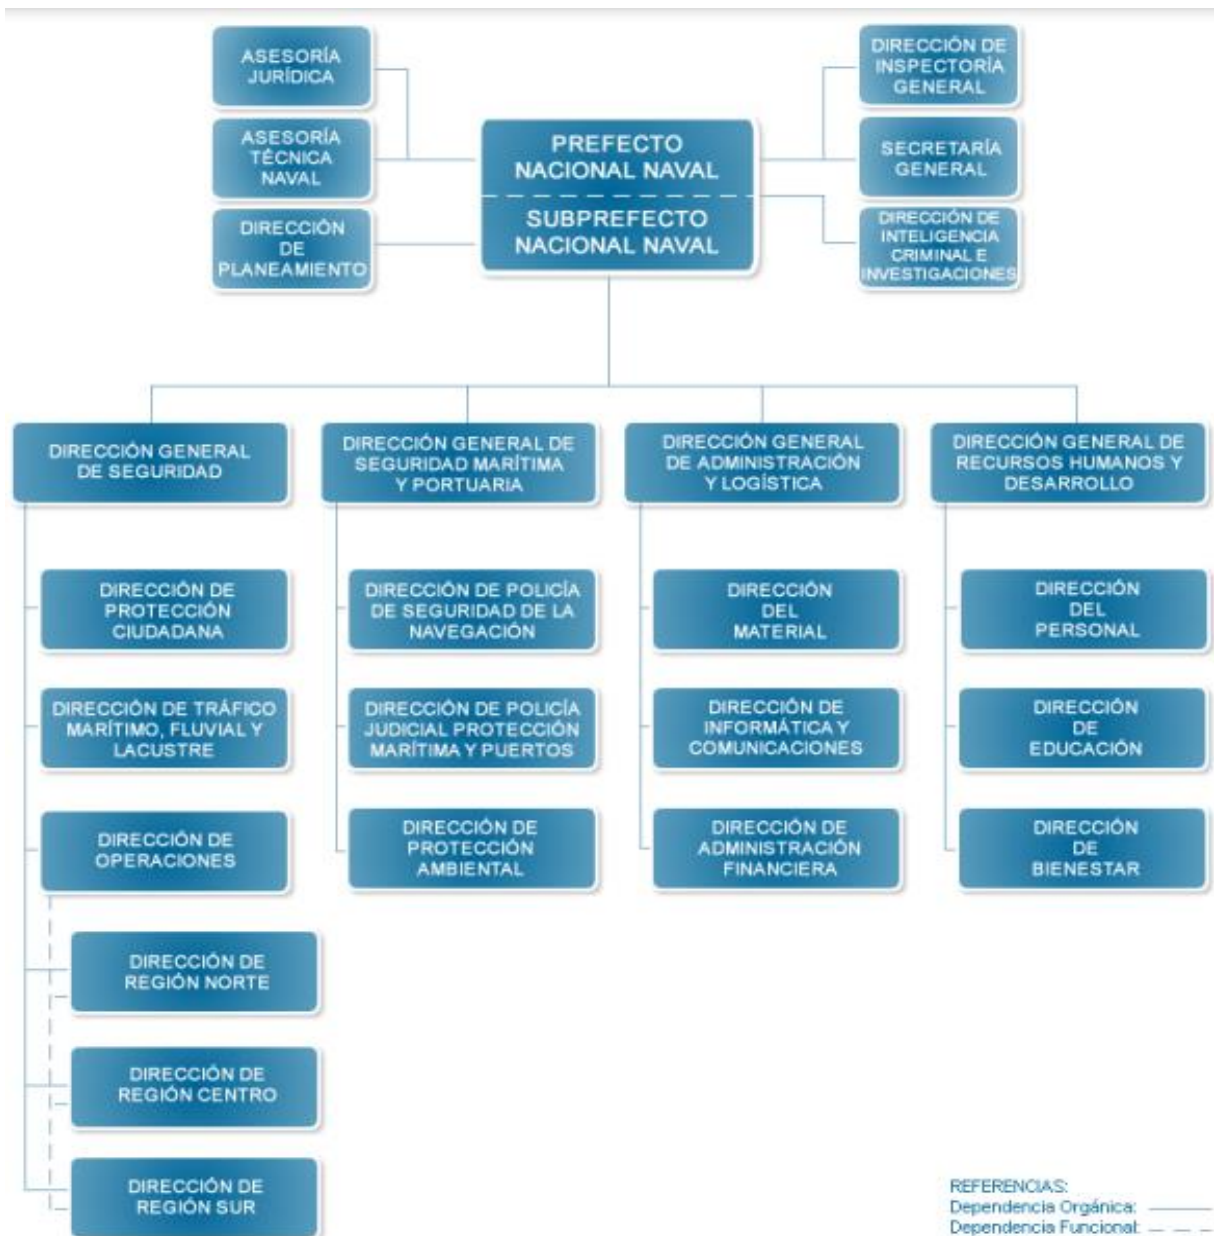 ASESORÍA
JURÍDICA
ASESORÍA
TÉCNICA
NAVAL
DIRECCIÓN
DE
PLANEAMIENTO
PREFECTO
NACIONAL NAVAL
SUBPREFECTO
NACIONAL NAVAL
DIRECCIÓN DE
INSPECTORÍA
GENERAL
SECRETARÍA
GENERAL
DIRECCIÓN DE
INTELIGENCIA
CRIMINAL E
INVESTIGACIONES
DIRECCIÓN GENERAL
DE SEGURIDAD
DIRECCIÓN DE
PROTECCIÓN
CIUDADANA
DIRECCIÓN DE TRÁFICO
MARÍTIMO, FLUVIAL Y
LACUSTRE
DIRECCIÓN DE
OPERACIONES
DIRECCIÓN DE
REGIÓN NORTE
DIRECCIÓN DE
REGIÓN CENTRO
DIRECCIÓN DE
REGIÓN SUR
DIRECCIÓN GENERAL DE
SEGURIDAD MARÍTIMA
Y PORTUARIA
DIRECCIÓN DE POLICÍA
DE SEGURIDAD DE LA
NAVEGACIÓN
DIRECCIÓN DE POLICÍA
JUDICIAL PROTECCIÓN
MARÍTIMA Y PUERTOS
DIRECCIÓN DE
PROTECCIÓN
AMBIENTAL
DIRECCIÓN GENERAL
DE ADMINISTRACIÓN
Y LOGÍSTICA
DIRECCIÓN
DEL
MATERIAL
DIRECCIÓN DE
INFORMÁTICA Y
COMUNICACIONES
DIRECCIÓN DE
ADMINISTRACIÓN
FINANCIERA
DIRECCIÓN GENERAL DE
RECURSOS HUMANOS Y
DESARROLLO
DIRECCIÓN
DEL
PERSONAL
DIRECCIÓN
DE
EDUCACIÓN
DIRECCIÓN
DE
BIENESTAR
REFERENCIAS:
Dependencia Orgánica:
Dependencia Funcional: